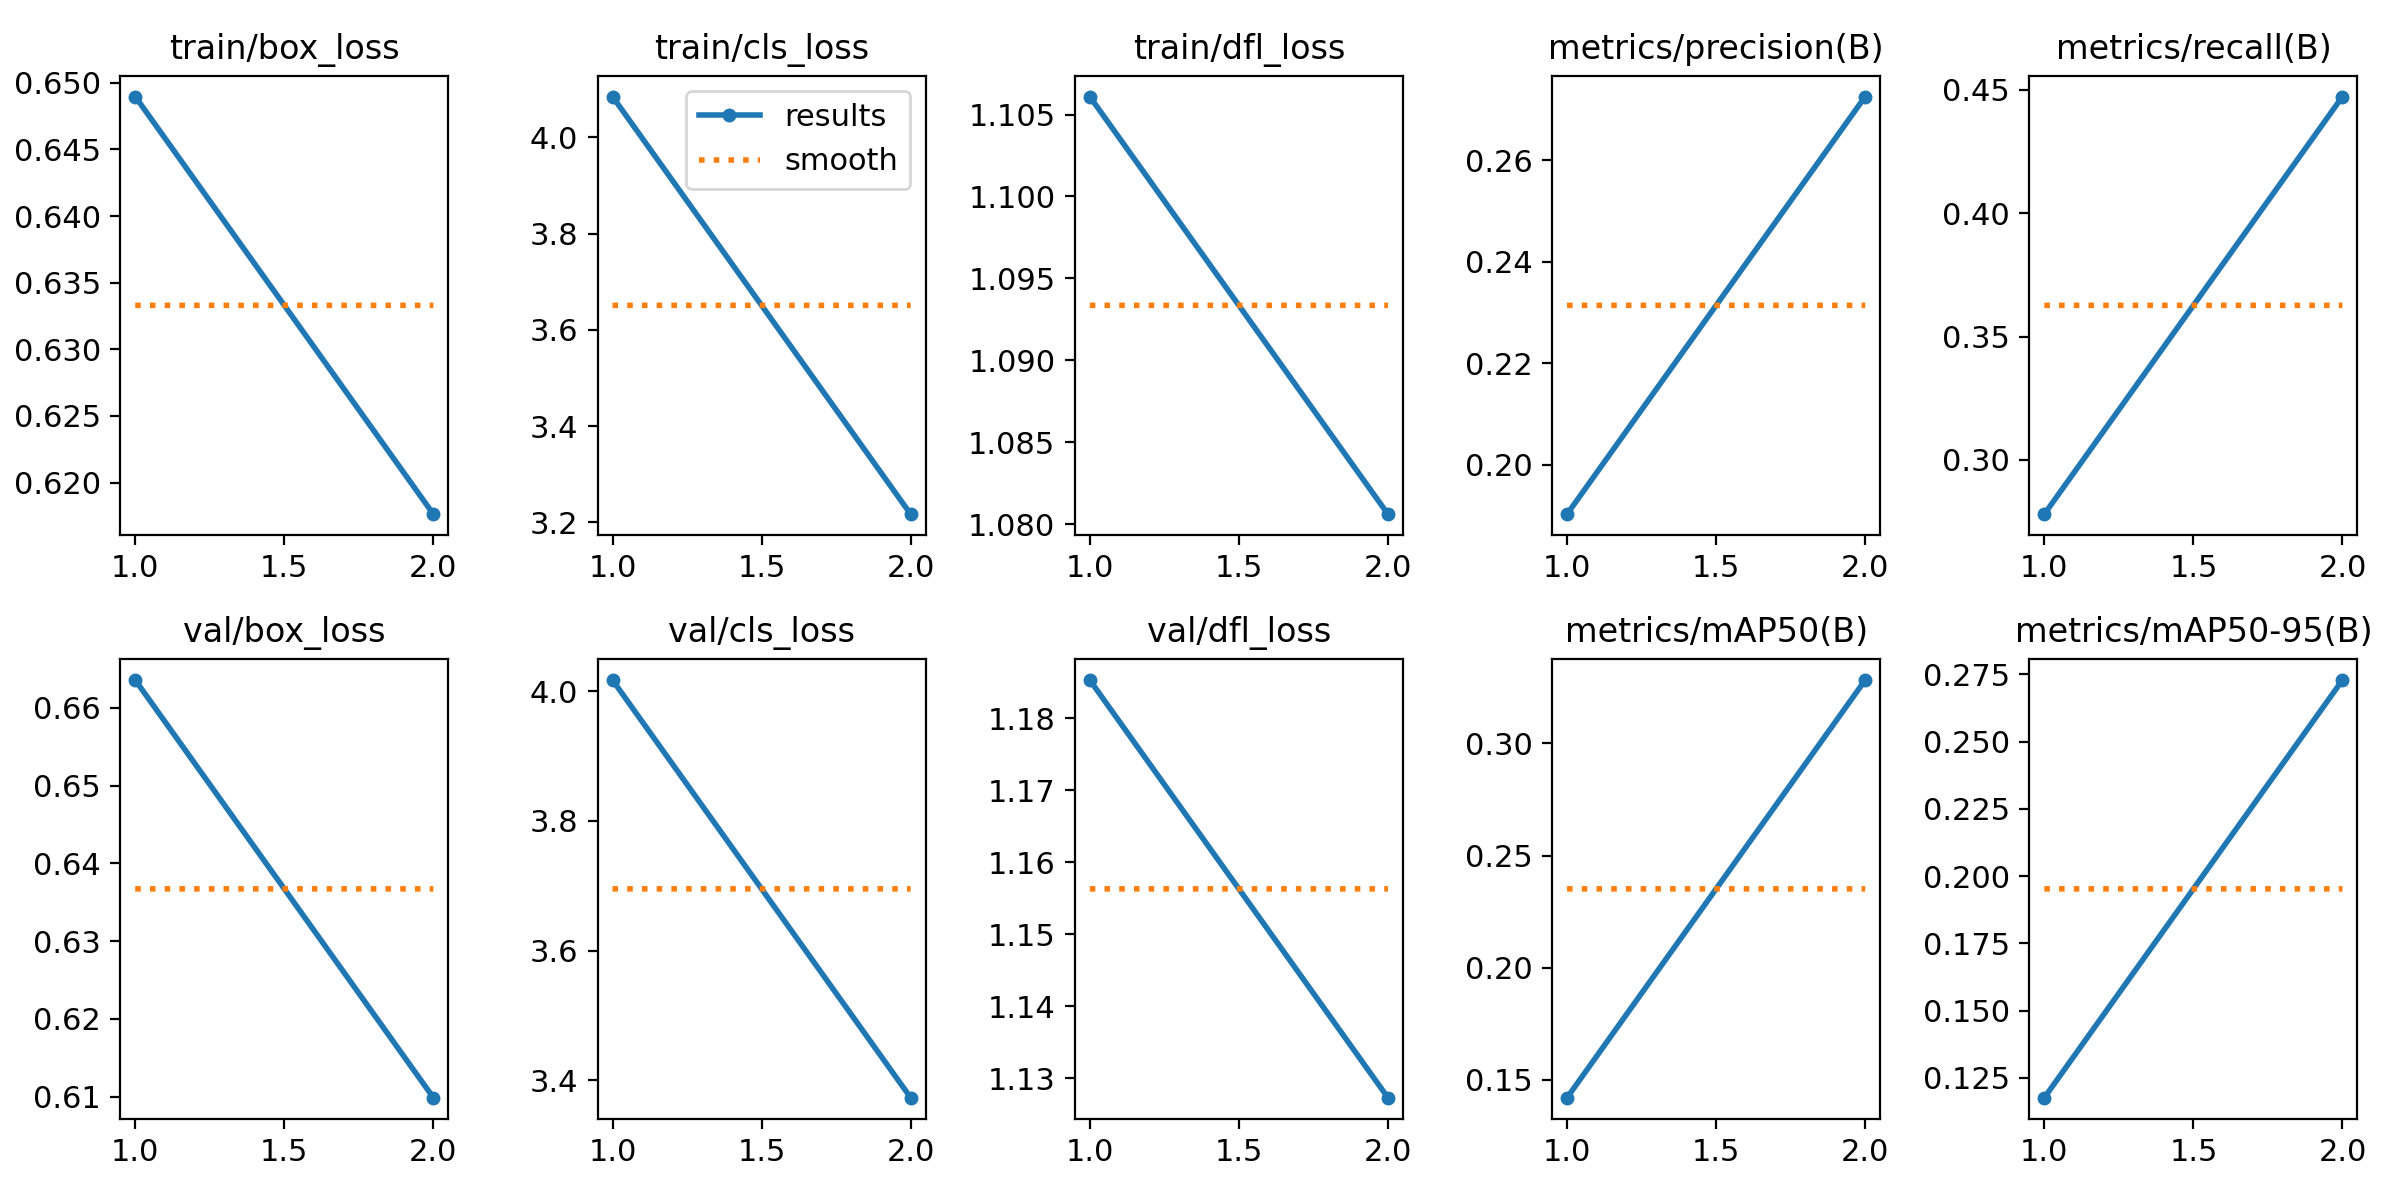 train/box_loss
0.650
0.645
0.640
0.635
0.630
0.625
0.620
1.0 1.5 2.0
train/cls_loss
results
smooth
4.0
3.8
3.6
3.4
3.2
1.0 1.5 2.0
train/dfl_loss
1.105
1.100
1.095
1.090
1.085
1.080
1.0 1.5 2.0
metrics/precision(B)
0.26
0.24
0.22
0.20
1.0 1.5 2.0
metrics/recall(B)
0.45
0.40
0.35
0.30
1.0 1.5 2.0
val/box_loss
0.66
0.65
0.64
0.63
0.62
0.61
1.0 1.5 2.0
val/cls_loss
4.0
3.8
3.6
3.4
1.0 1.5 2.0
val/dfl_loss
1.18
1.17
1.16
1.15
1.14
1.13
1.0 1.5 2.0
metrics/mAP50(B)
0.30
0.25
0.20
0.15
1.0 1.5 2.0
metrics/mAP50-95(B)
0.275
0.250
0.225
0.200
0.175
0.150
0.125
1.0 1.5 2.0